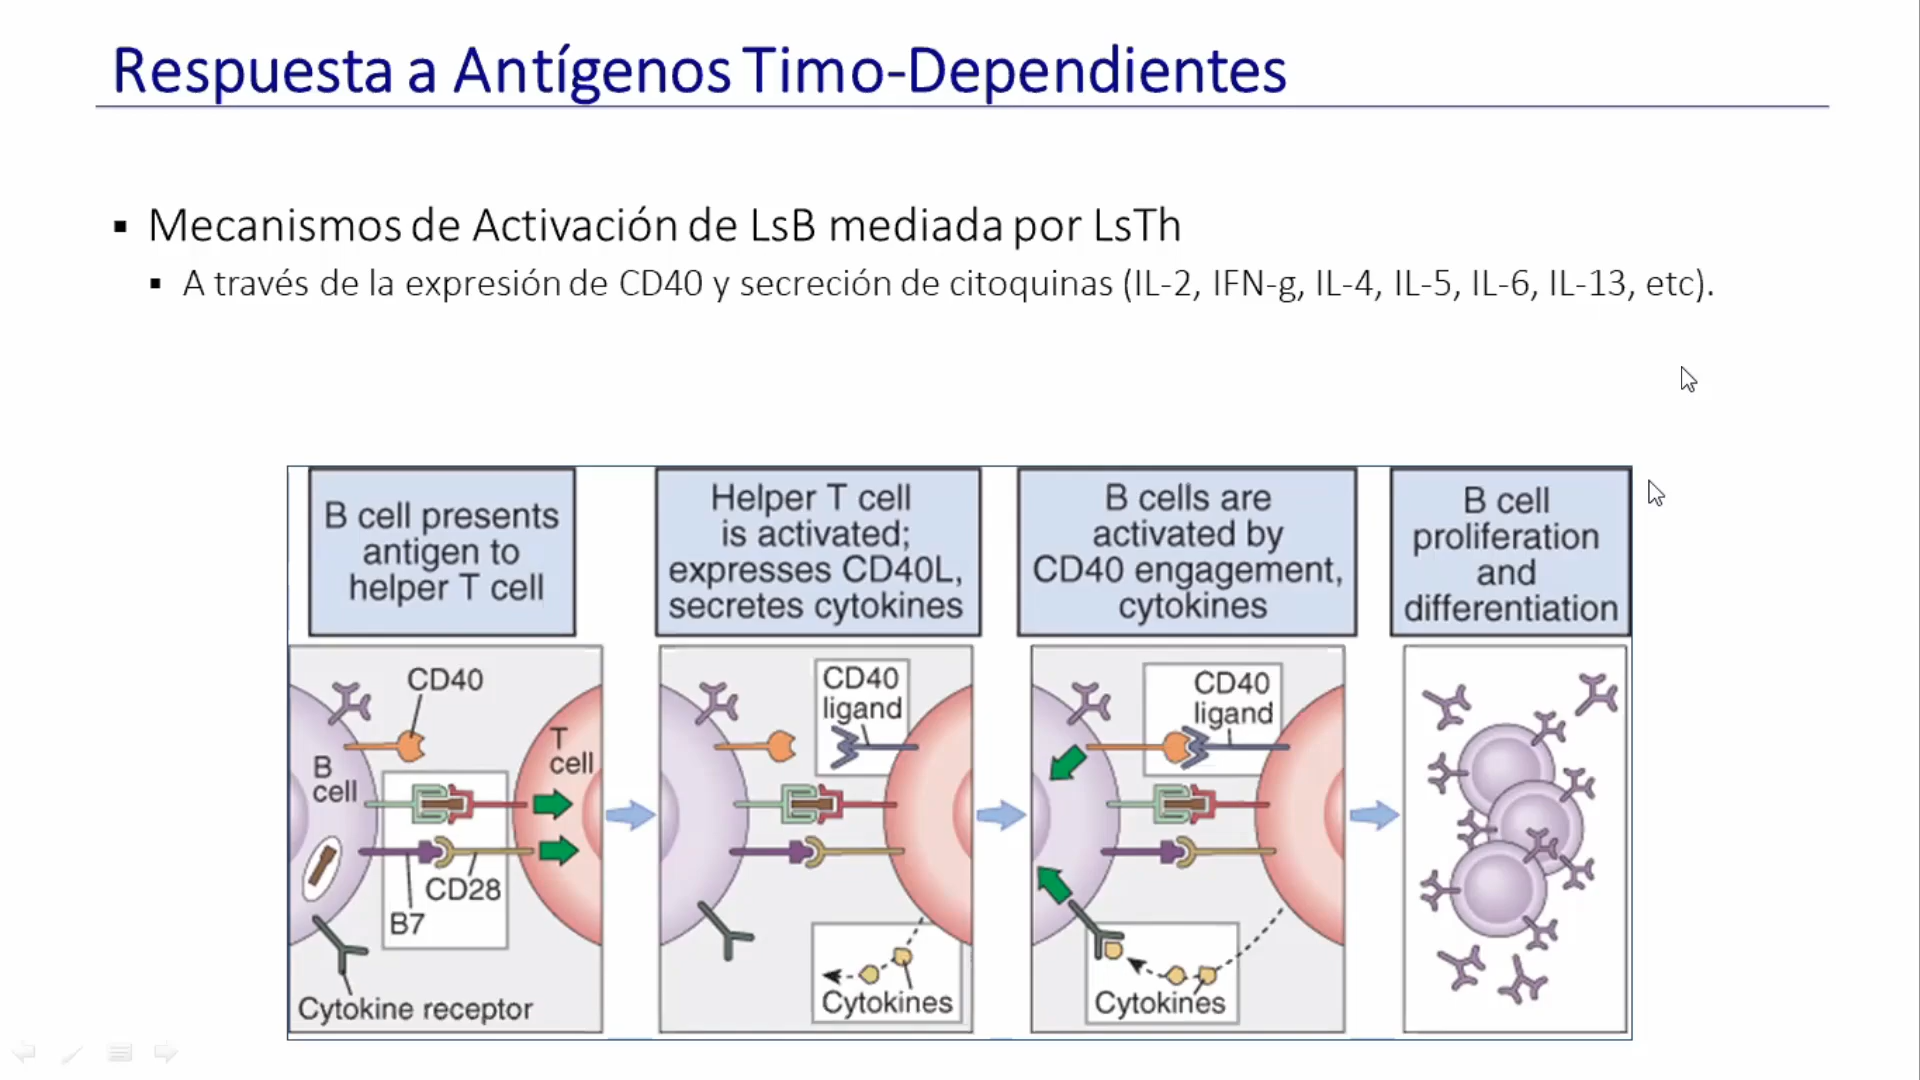 Respuesta a Antígenos Timo-Dependientes
▪ Mecanismos de Activación de LsB mediada por LsTh
▪ A través de la expresión de CD40 y secreción de citoquinas (IL-2, IFN-g, IL-4, IL-5, IL-6, IL-13, etc).
B cell presents
antigen to
helper T cell
Helper T cell
is activated;
expresses CD40L,
secretes cytokines
B cells are
activated by
CD40 engagement,
cytokines
B cell
proliferation
and
differentiation
CD40
B
cell
T
cell
CD28
B7
Cytokine receptor
CD40
ligand
Cytokines
CD40
ligand
Cytokines